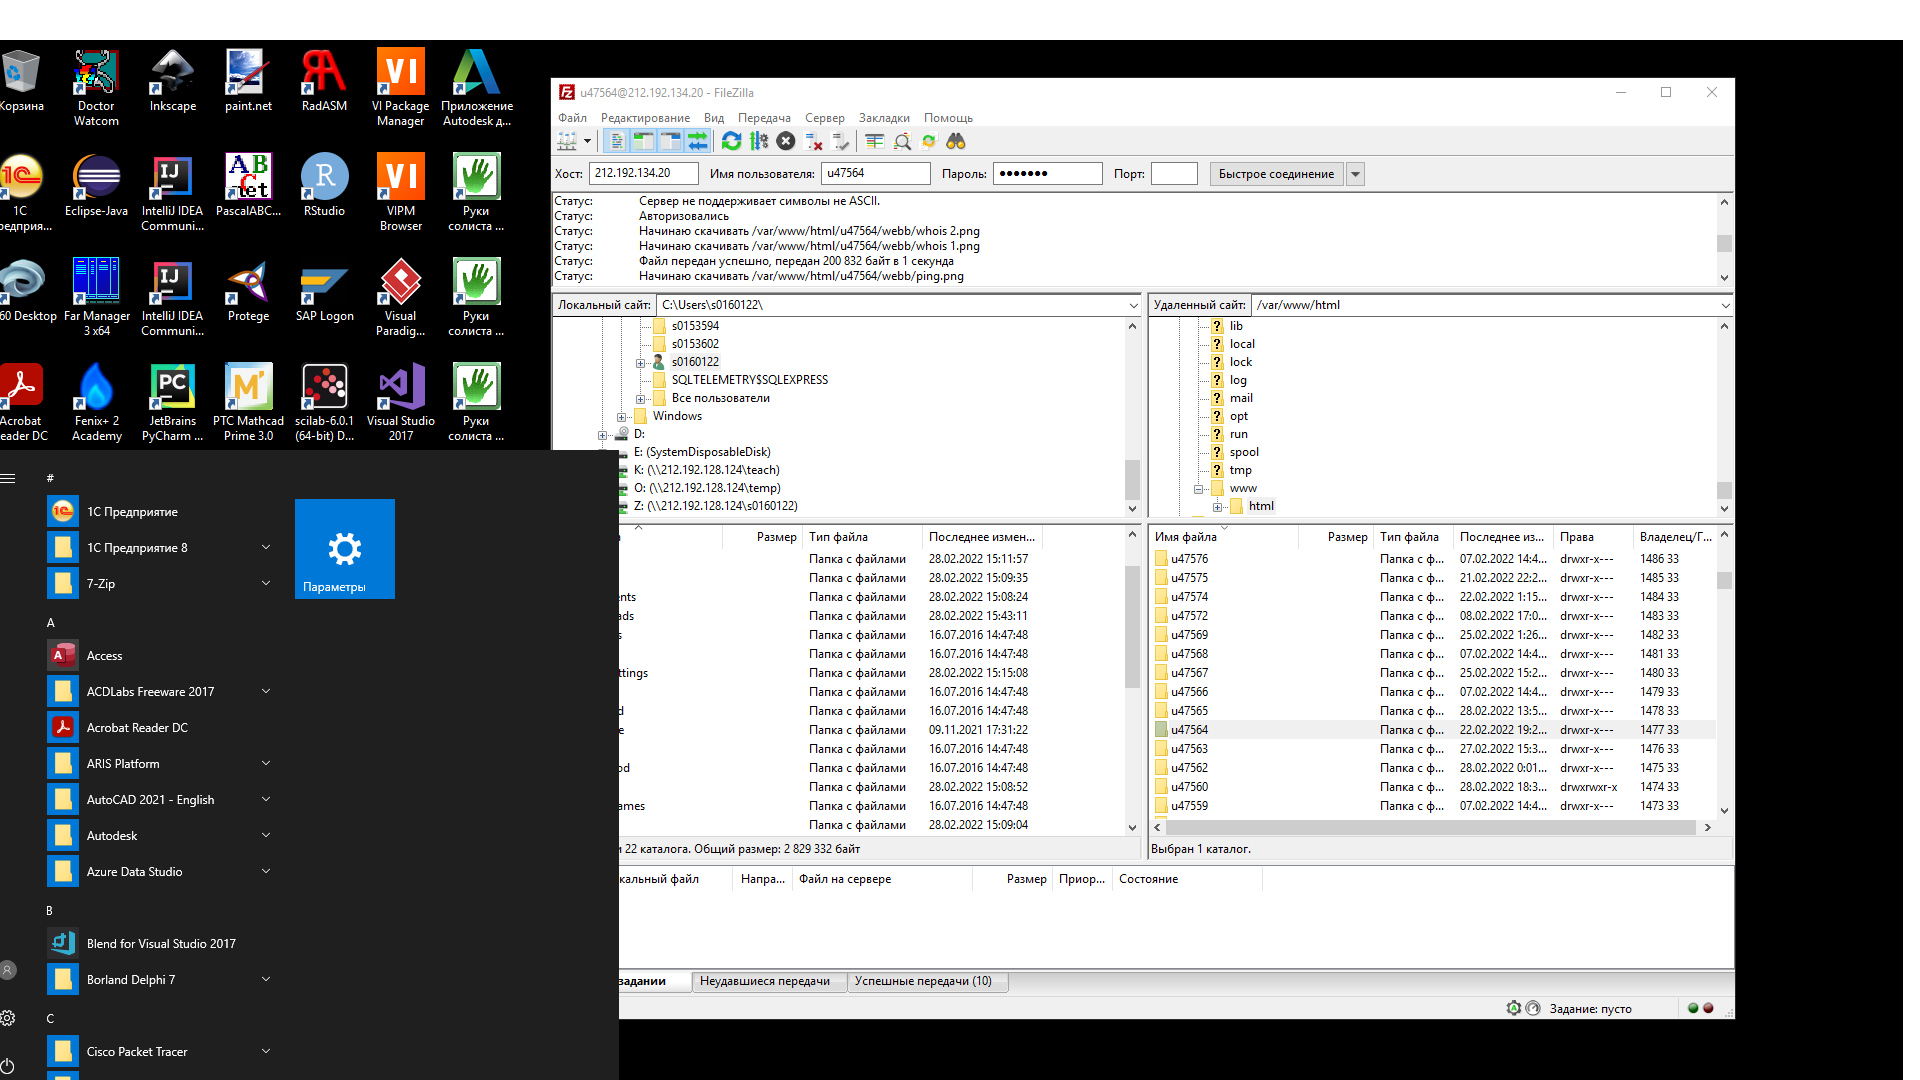 Корзина
Doctor Watcom
Inkscape
paint.net
RadASM
VI Package Manager
Приложение Autodesk д...
1С
редприя...
Eclipse-Java
IntelliJ IDEA Communi...
PascalABC...
RStudio
VIPM Browser
Руки солиста ...
60 Desktop
Far Manager 3 x64
IntelliJ IDEA Communi...
Protege
SAP Logon
Visual Paradig...
Руки солиста ...
Acrobat
eader DC
Fenix+ 2 Academy
JetBrains PyCharm ...
PTC Mathcad Prime 3.0
scilab-6.0.1 (64-bit) D...
Visual Studio 2017
Руки солиста ...
#
1С Предприятие
1С Предприятие 8
7-Zip
Параметры
A
Access
ACDLabs Freeware 2017
Acrobat Reader DC
ARIS Platform
AutoCAD 2021 - English
Autodesk
Azure Data Studio
B
Blend for Visual Studio 2017
Borland Delphi 7
C
Cisco Packet Tracer
u47564@212.192.134.20 - FileZilla
Файл Редактирование Вид Передача Сервер Закладки Помощь
Хост: 212.192.134.20 Имя пользователя: u47564 Пароль: ●●●●●●● Порт: Быстрое соединение
Статус: Сервер не поддерживает символы не ASCII.
Статус: Авторизовались
Статус: Начинаю скачивать /var/www/html/u47564/webb/whois 2.png
Статус: Начинаю скачивать /var/www/html/u47564/webb/whois 1.png
Статус: Файл передан успешно, передан 200 832 байт в 1 секунда
Статус: Начинаю скачивать /var/www/html/u47564/webb/ping.png
Локальный сайт: C:\Users\s0160122\
s0153594
s0153602
s0160122
SQLTELEMETRY$SQLEXPRESS
Все пользователи
Windows
D:
E: (SystemDisposableDisk)
K: (\\212.192.128.124\teach)
O: (\\212.192.128.124\temp)
Z: (\\212.192.128.124\s0160122)
Удаленный сайт: /var/www/html
lib
local
lock
log
mail
opt
run
spool
tmp
www
html
Размер Тип файла Последнее измен...
Папка с файлами 28.02.2022 15:11:57
Папка с файлами 28.02.2022 15:09:35
ents Папка с файлами 28.02.2022 15:08:24
ads Папка с файлами 28.02.2022 15:43:11
s Папка с файлами 16.07.2016 14:47:48
Папка с файлами 16.07.2016 14:47:48
ttings Папка с файлами 28.02.2022 15:15:08
Папка с файлами 16.07.2016 14:47:48
d Папка с файлами 16.07.2016 14:47:48
e Папка с файлами 09.11.2021 17:31:22
Папка с файлами 16.07.2016 14:47:48
od Папка с файлами 16.07.2016 14:47:48
Папка с файлами 28.02.2022 15:08:52
ames Папка с файлами 16.07.2016 14:47:48
Папка с файлами 28.02.2022 15:09:04
и 22 каталога. Общий размер: 2 829 332 байт
Имя файла Размер Тип файла Последнее из... Права Владелец/Г...
u47576 Папка с ф... 07.02.2022 14:4... drwxr-x--- 1486 33
u47575 Папка с ф... 21.02.2022 22:2... drwxr-x--- 1485 33
u47574 Папка с ф... 22.02.2022 1:15... drwxr-x--- 1484 33
u47572 Папка с ф... 08.02.2022 17:0... drwxr-x--- 1483 33
u47569 Папка с ф... 25.02.2022 1:26... drwxr-x--- 1482 33
u47568 Папка с ф... 07.02.2022 14:4... drwxr-x--- 1481 33
u47567 Папка с ф... 25.02.2022 15:2... drwxr-x--- 1480 33
u47566 Папка с ф... 07.02.2022 14:4... drwxr-x--- 1479 33
u47565 Папка с ф... 28.02.2022 13:5... drwxr-x--- 1478 33
u47564 Папка с ф... 22.02.2022 19:2... drwxr-x--- 1477 33
u47563 Папка с ф... 27.02.2022 15:3... drwxr-x--- 1476 33
u47562 Папка с ф... 28.02.2022 0:01... drwxr-x--- 1475 33
u47560 Папка с ф... 28.02.2022 18:3... drwxrwxr-x 1474 33
u47559 Папка с ф... 07.02.2022 14:4... drwxr-x--- 1473 33
Выбран 1 каталог.
кальный файл Напра... Файл на сервере Размер Приор... Состояние
задании Неудавшиеся передачи Успешные передачи (10)
Задание: пусто